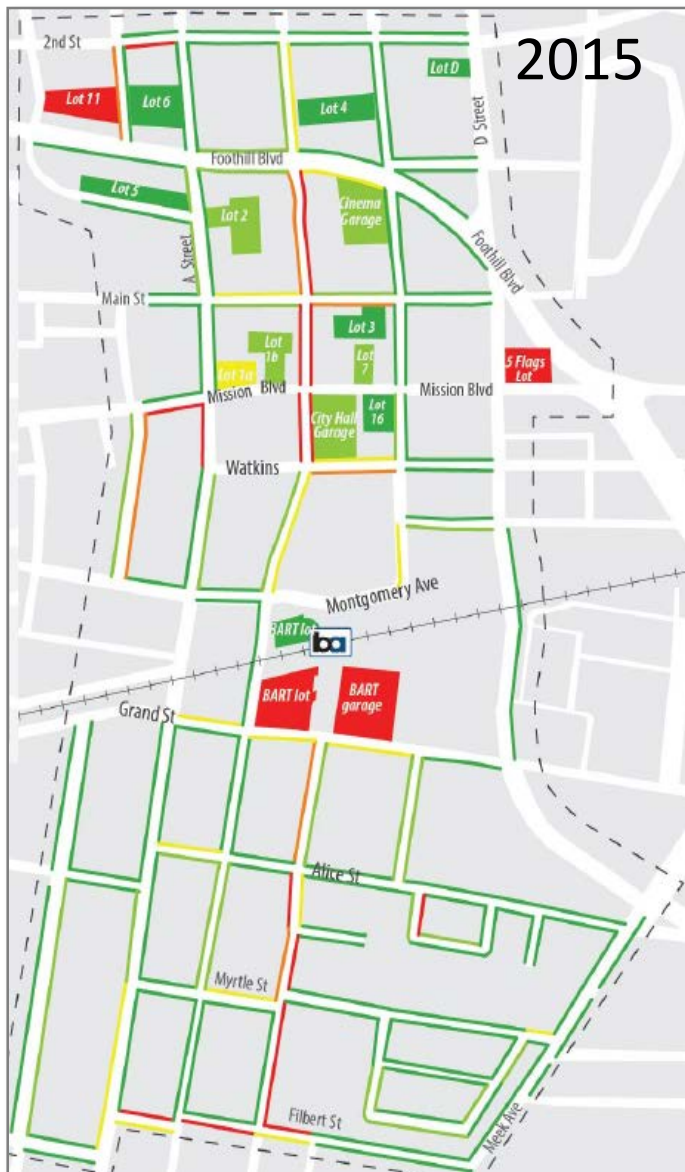 2015
2nd St
Lot D
D Street
Lot 11
Lot 6
Lot 4
Foothill Blvd
Lot 5
Lot 2
Cinema
Garage
A Street
Foothill Blvd
Main St
Lot
1b
Lot 3
Lot
7
5 Flags
Lot
Lot 1a
Mission Blvd
Mission Blvd
City Hall
Garage
Lot
16
Watkins
Montgomery Ave
BART lot
ba
BART lot
BART
garage
Grand St
Alice St
Myrtle St
Filbert St
Meek Ave